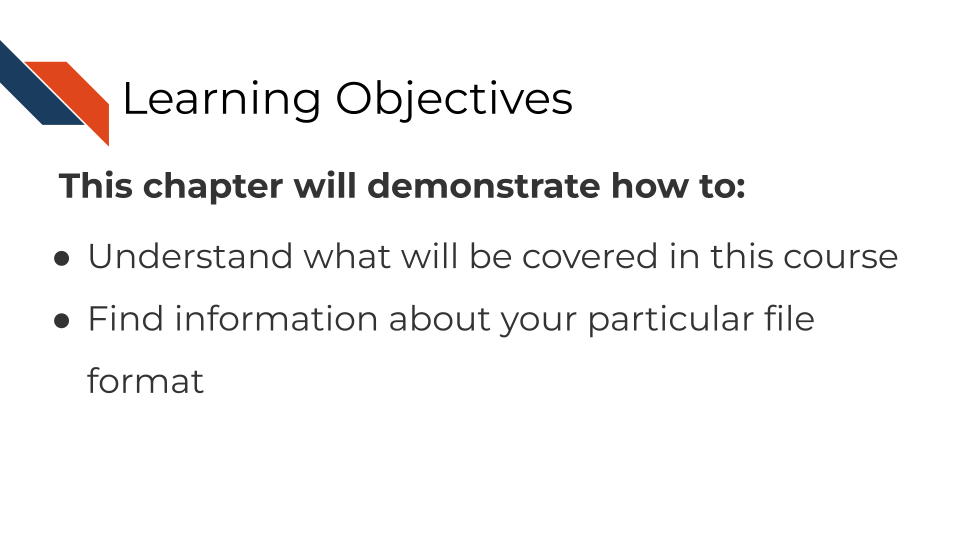 Learning Objectives
This chapter will demonstrate how to:
● Understand what will be covered in this course
● Find information about your particular file
format